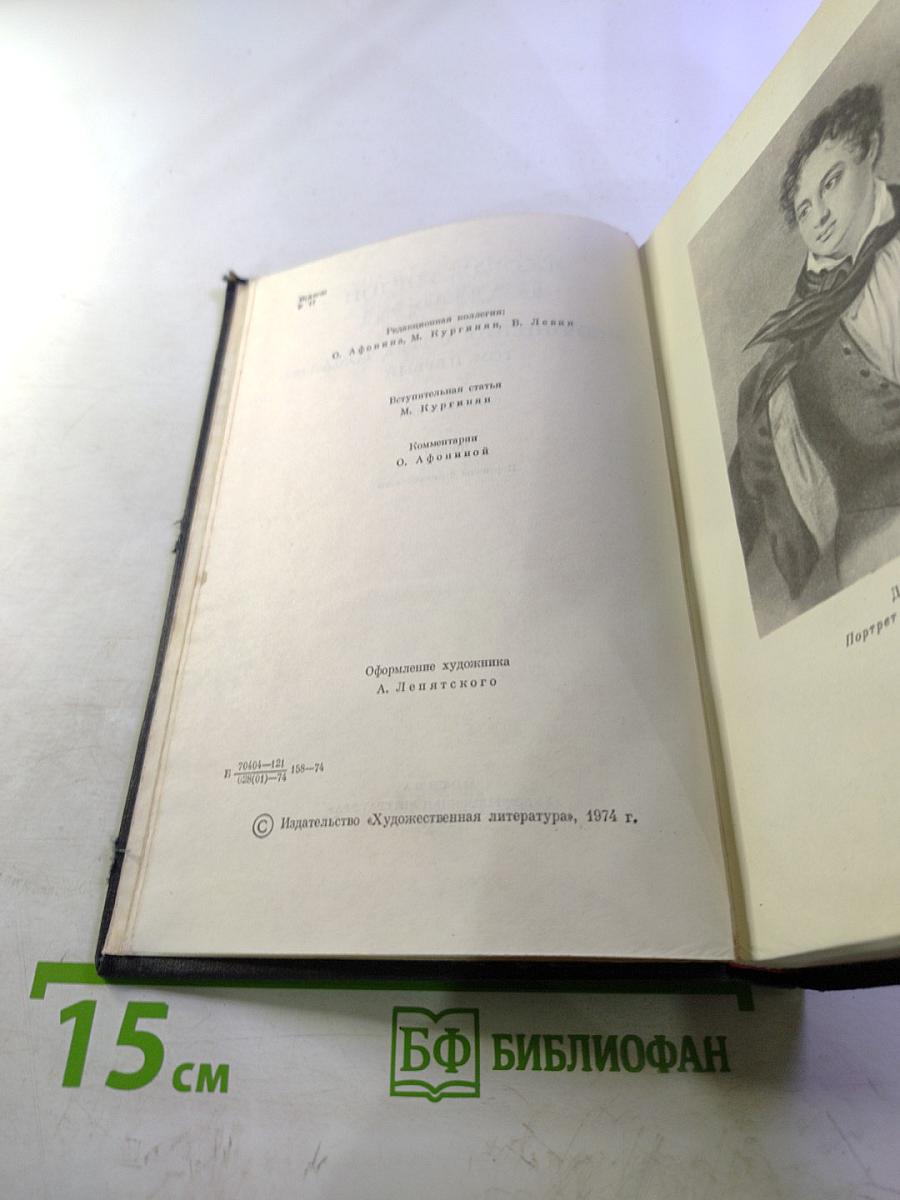 Редакционная коллегия:
О. Афонина, М. Кургинян, В. Левик
Вступительная статья
М. Кургинян
Комментарии
О. Афониной
Оформление художника
А. Лепятского
Б 70404—121
028(01)—74 158—74
© Издательство «Художественная литература», 1974 г.
Д
Портрет
15 см
БФ БИБЛИОФАН